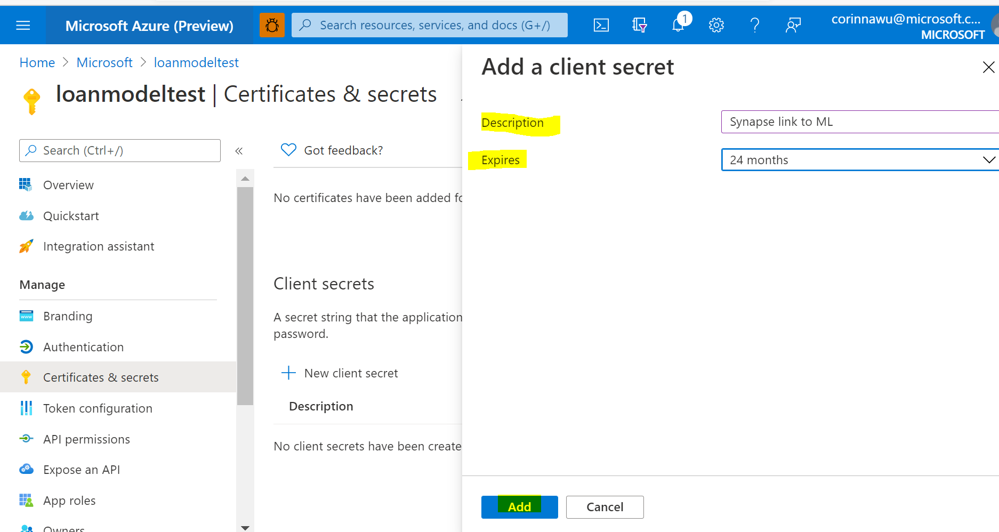 Microsoft Azure (Preview)
Search resources, services, and docs (G+/)
1
corinnawu@microsoft.c...
MICROSOFT
Home > Microsoft > loanmodeltest
loanmodeltest | Certificates & secrets
Search (Ctrl+/)
«
Overview
Quickstart
Integration assistant
Manage
www
Branding
Authentication
Certificates & secrets
Token configuration
API permissions
Expose an API
App roles
Owners
Got feedback?
No certificates have been added fo
Client secrets
A secret string that the application
password.
New client secret
Description
No client secrets have been create
Add a client secret
Description
Synapse link to ML
Expires
24 months
Add
Cancel